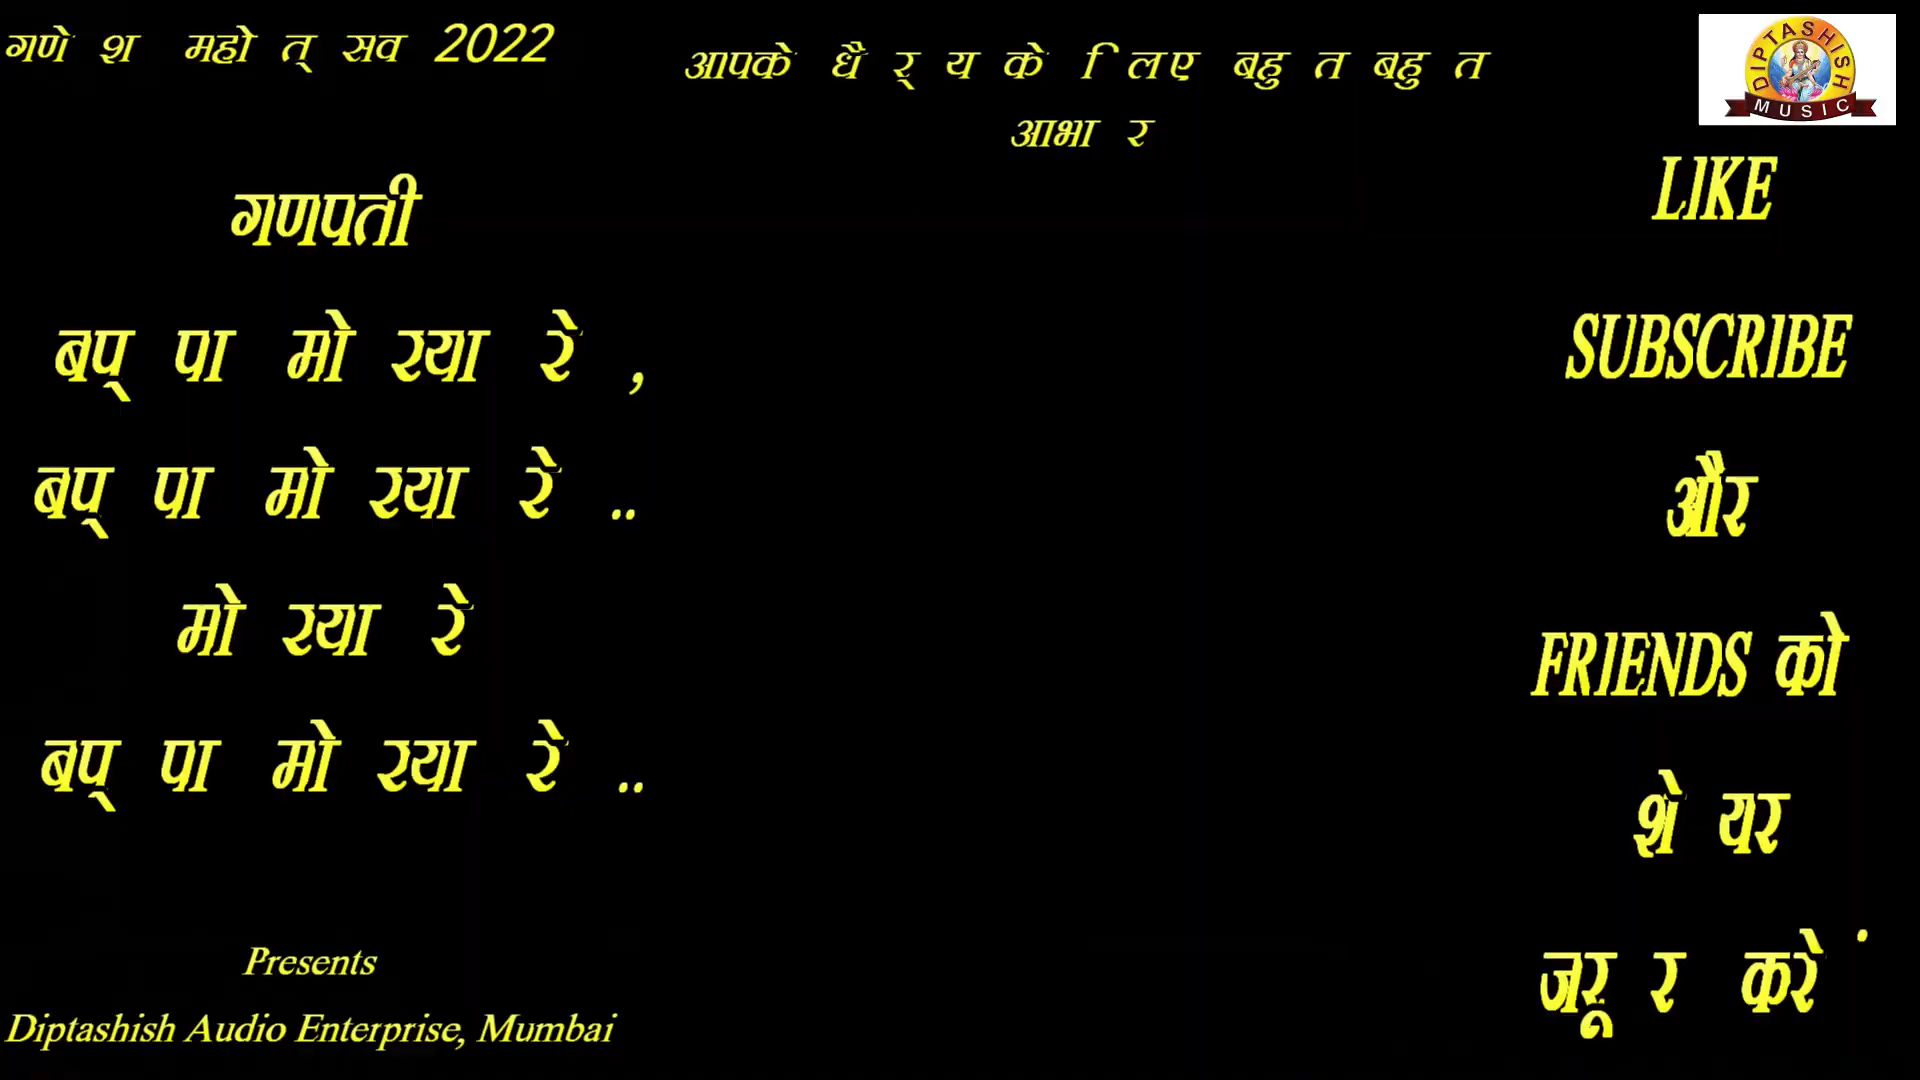 गणेश महोत्सव 2022
आपके धैर्य के लिए बहुत बहुत
आभार
DIPTASHISH
MUSIC
गणपती
बप्पा मोरया रे ,
बप्पा मोरया रे ..
मोरया रे
बप्पा मोरया रे ..
Presents
Diptashish Audio Enterprise, Mumbai
LIKE
SUBSCRIBE
और
FRIENDS को
शेयर
जरूर करें